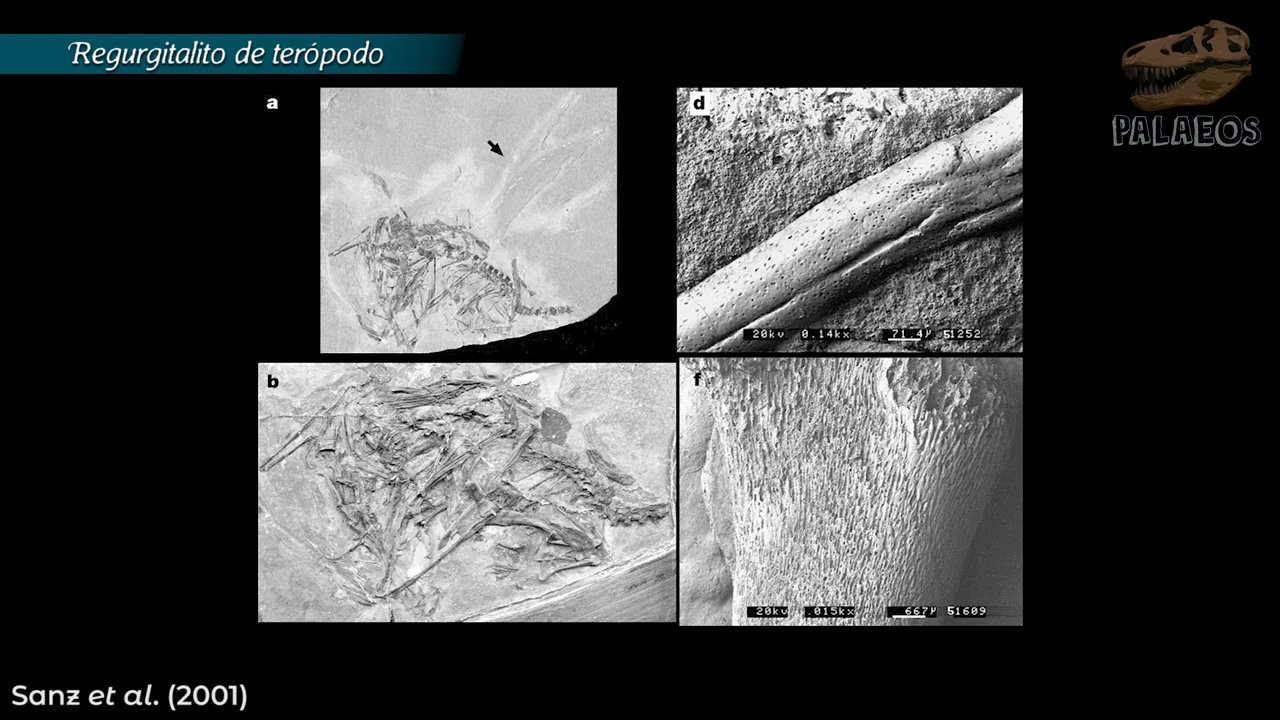 Regurgitalito de terópodo
PALAEOS
a
d
20kv 0.14kx 71.4µ 51252
b
f
20kv .015kx 667µ 51609
Sanz et al. (2001)